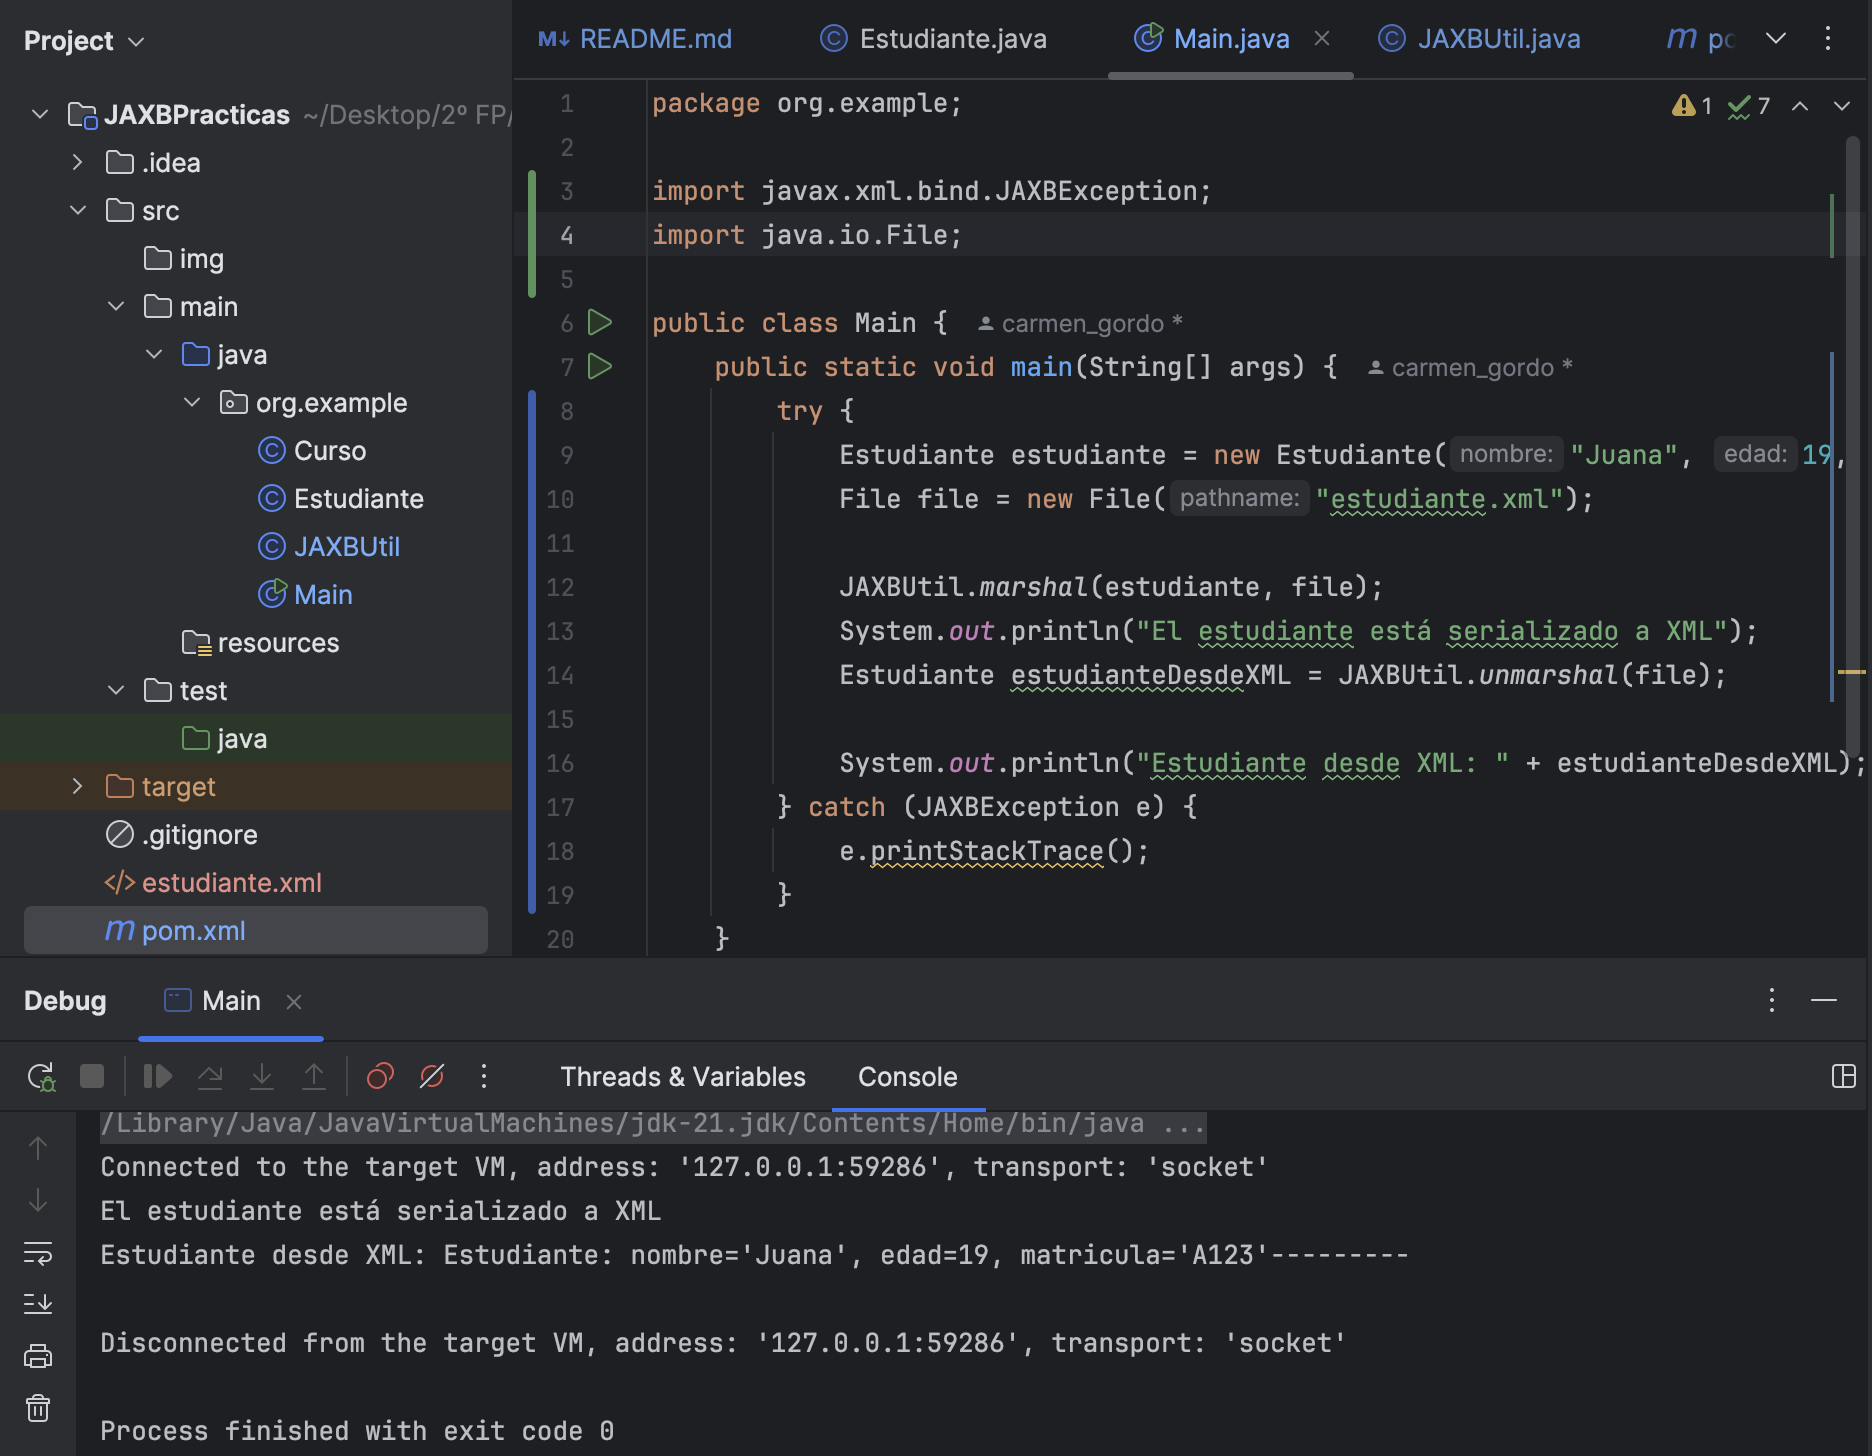 Project
JAXBPracticas ~/Desktop/2º FP/
.idea
src
img
main
java
org.example
Curso
Estudiante
JAXBUtil
Main
resources
test
java
target
.gitignore
</> estudiante.xml
m pom.xml
M↓ README.md
Estudiante.java
Main.java
JAXBUtil.java
m
1 7
1 package org.example;
2
3 import javax.xml.bind.JAXBException;
4 import java.io.File;
5
6 public class Main { carmen_gordo *
7 public static void main(String[] args) { carmen_gordo *
8 try {
9 Estudiante estudiante = new Estudiante( nombre: "Juana", edad: 19,
10 File file = new File( pathname: "estudiante.xml");
11
12 JAXBUtil.marshal(estudiante, file);
13 System.out.println("El estudiante está serializado a XML");
14 Estudiante estudianteDesdeXML = JAXBUtil.unmarshal(file);
15
16 System.out.println("Estudiante desde XML: " + estudianteDesdeXML);
17 } catch (JAXBException e) {
18 e.printStackTrace();
19 }
20 }
Debug Main
Threads & Variables Console
/Library/Java/JavaVirtualMachines/jdk-21.jdk/Contents/Home/bin/java ...
Connected to the target VM, address: '127.0.0.1:59286', transport: 'socket'
El estudiante está serializado a XML
Estudiante desde XML: Estudiante: nombre='Juana', edad=19, matricula='A123'---------
Disconnected from the target VM, address: '127.0.0.1:59286', transport: 'socket'
Process finished with exit code 0